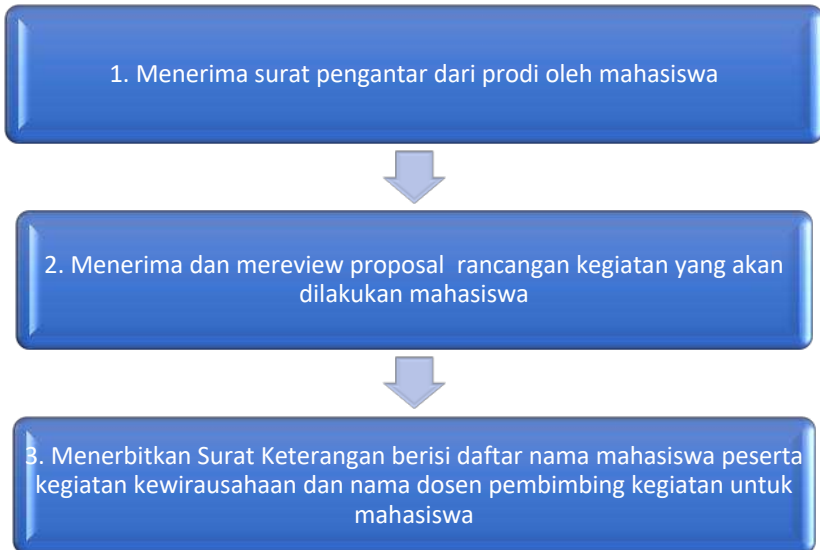 1. Menerima surat pengantar dari prodi oleh mahasiswa
2. Menerima dan mereview proposal  rancangan kegiatan yang akan
dilakukan mahasiswa
3. Menerbitkan Surat Keterangan berisi daftar nama mahasiswa peserta
kegiatan kewirausahaan dan nama dosen pembimbing kegiatan untuk
mahasiswa